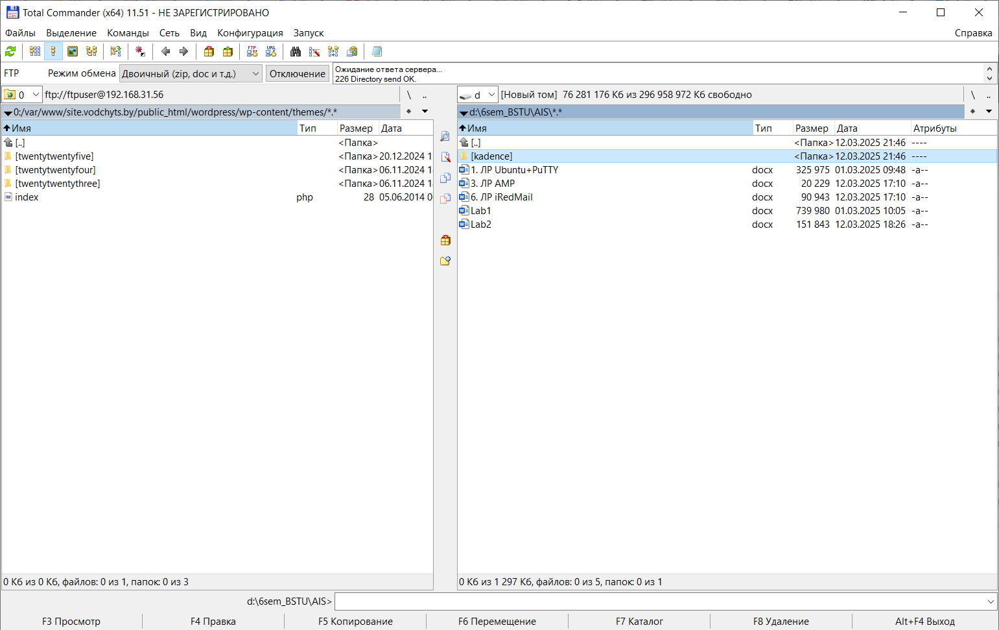 Total Commander (x64) 11.51 - НЕ ЗАРЕГИСТРИРОВАНО
Файлы Выделение Команды Сеть Вид Конфигурация Запуск Справка
FTP URL
FTP Режим обмена Двоичный (zip, doc и т.д.) Отключение Ожидание ответа сервера...
226 Directory send OK.
0 ftp://ftpuser@192.168.31.56 \ ..
0:/var/www/site.vodchyts.by/public_html/wordpress/wp-content/themes/*.* * 
Имя Тип Размер Дата
[..] <Папка>
[twentytwentyfive] <Папка> 20.12.2024 1
[twentytwentyfour] <Папка> 06.11.2024 1
[twentytwentythree] <Папка> 06.11.2024 1
index php 28 05.06.2014 0
0 Кб из 0 Кб, файлов: 0 из 1, папок: 0 из 3
d [Новый том] 76 281 176 Кб из 296 958 972 Кб свободно \ ..
d:\6sem_BSTU\AIS\*.* *
Имя Тип Размер Дата Атрибуты
[..] <Папка> 12.03.2025 21:46 ----
[kadence] <Папка> 12.03.2025 21:46 ----
1. ЛР Ubuntu+PuTTY docx 325 975 01.03.2025 09:48 -a--
3. ЛР AMP docx 20 229 12.03.2025 17:10 -a--
6. ЛР iRedMail docx 90 943 12.03.2025 17:10 -a--
Lab1 docx 739 980 01.03.2025 10:05 -a--
Lab2 docx 151 843 12.03.2025 18:26 -a--
0 Кб из 1 297 Кб, файлов: 0 из 5, папок: 0 из 1
d:\6sem_BSTU\AIS>
F3 Просмотр F4 Правка F5 Копирование F6 Перемещение F7 Каталог F8 Удаление Alt+F4 Выход